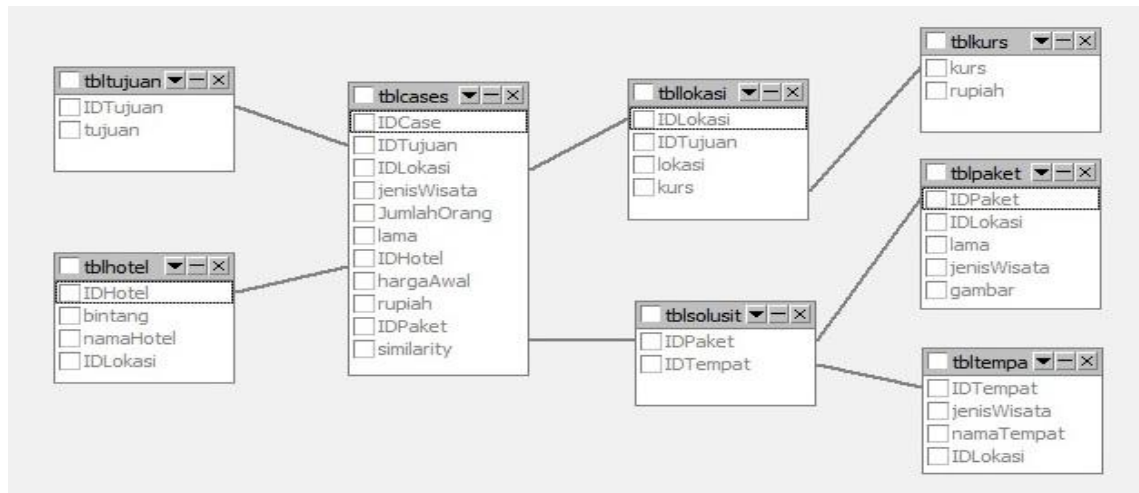 tbltujuan
IDTujuan
tujuan
tblhotel
IDHotel
bintang
namaHotel
IDLokasi
tblcases
IDCase
IDTujuan
IDLokasi
jenisWisata
JumlahOrang
lama
IDHotel
hargaAwal
rupiah
IDPaket
similarity
tbllokasi
IDLokasi
IDTujuan
lokasi
kurs
tblsolusit
IDPaket
IDTempat
tblkurs
kurs
rupiah
tblpaket
IDPaket
IDLokasi
lama
jenisWisata
gambar
tbltempa
IDTempat
jenisWisata
namaTempat
IDLokasi